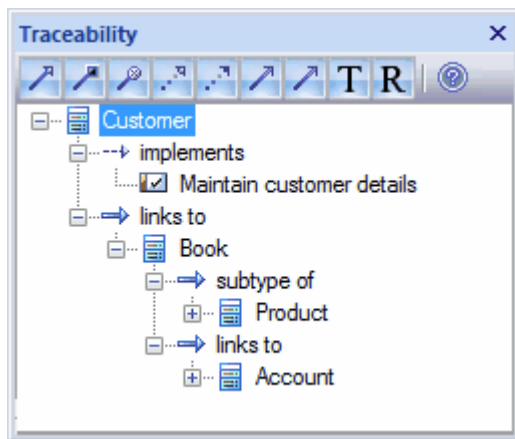 Traceability
T R
Customer
implements
Maintain customer details
links to
Book
subtype of
Product
links to
Account